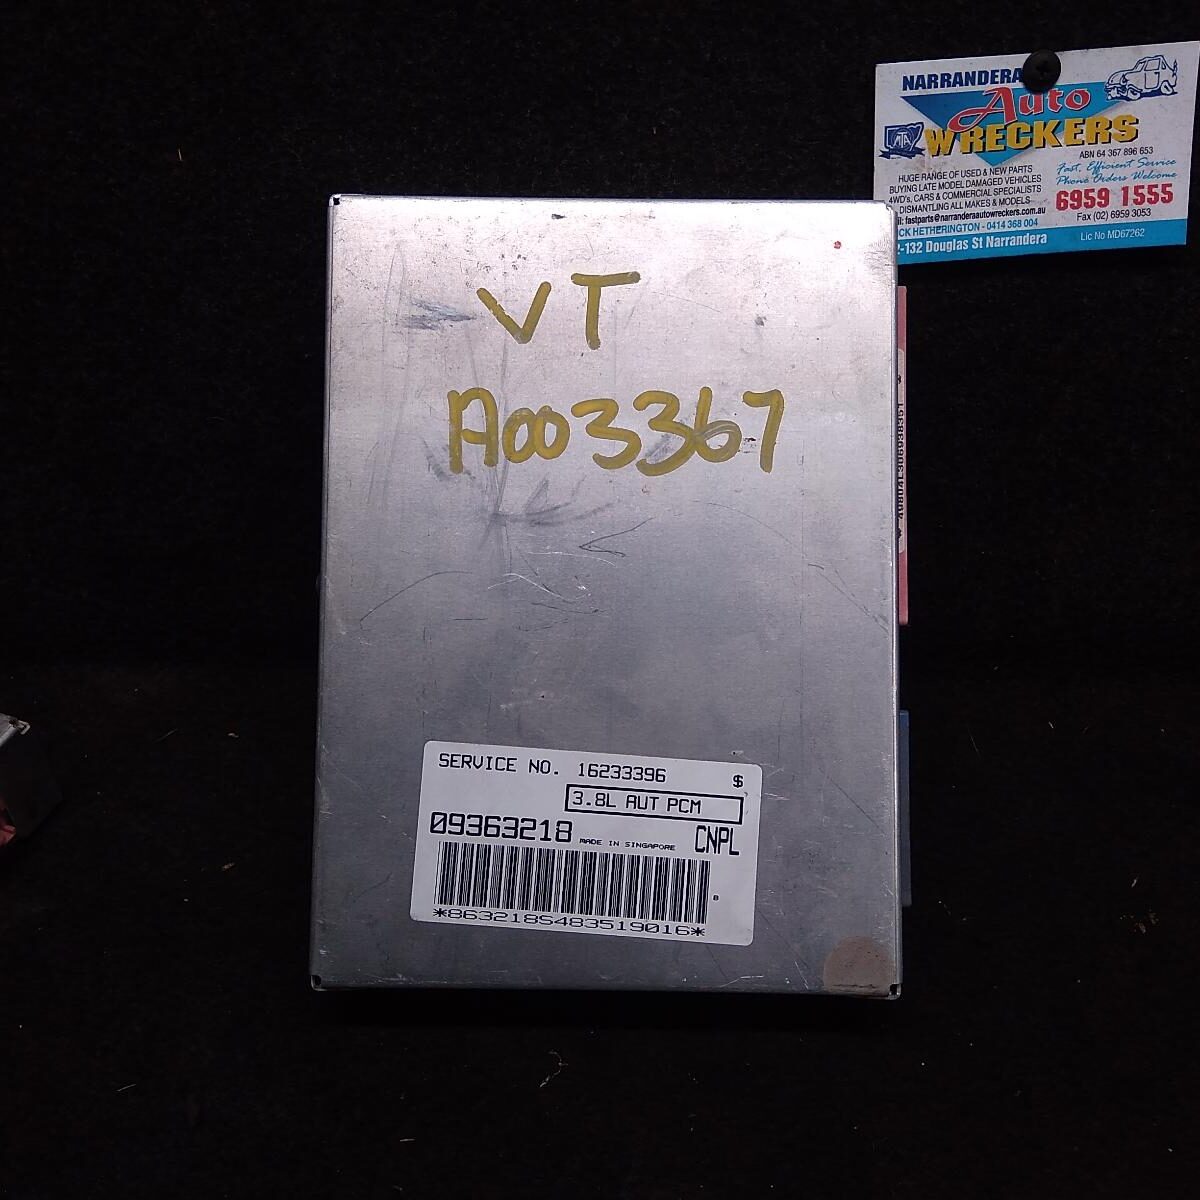 NARRANDERA
Auto
WRECKERS
ABN 64 367 896 653
Fast, Efficient Service
Phone Orders Welcome
HUGE RANGE OF USED & NEW PARTS
BUYING LATE MODEL DAMAGED VEHICLES
4WD's, CARS & COMMERCIAL SPECIALISTS
DISMANTLING ALL MAKES & MODELS
fastparts@narranderaautowreckers.com.au
HETHERINGTON - 0414 368 004
-132 Douglas St Narrandera
6959 1555
Fax (02) 6959 3053
Lic No MD67262
VT
A003367
SERVICE NO. 16233396 $
3.8L AUT PCM
09363218 MADE IN SINGAPORE CNPL
B
*863218S483519016*